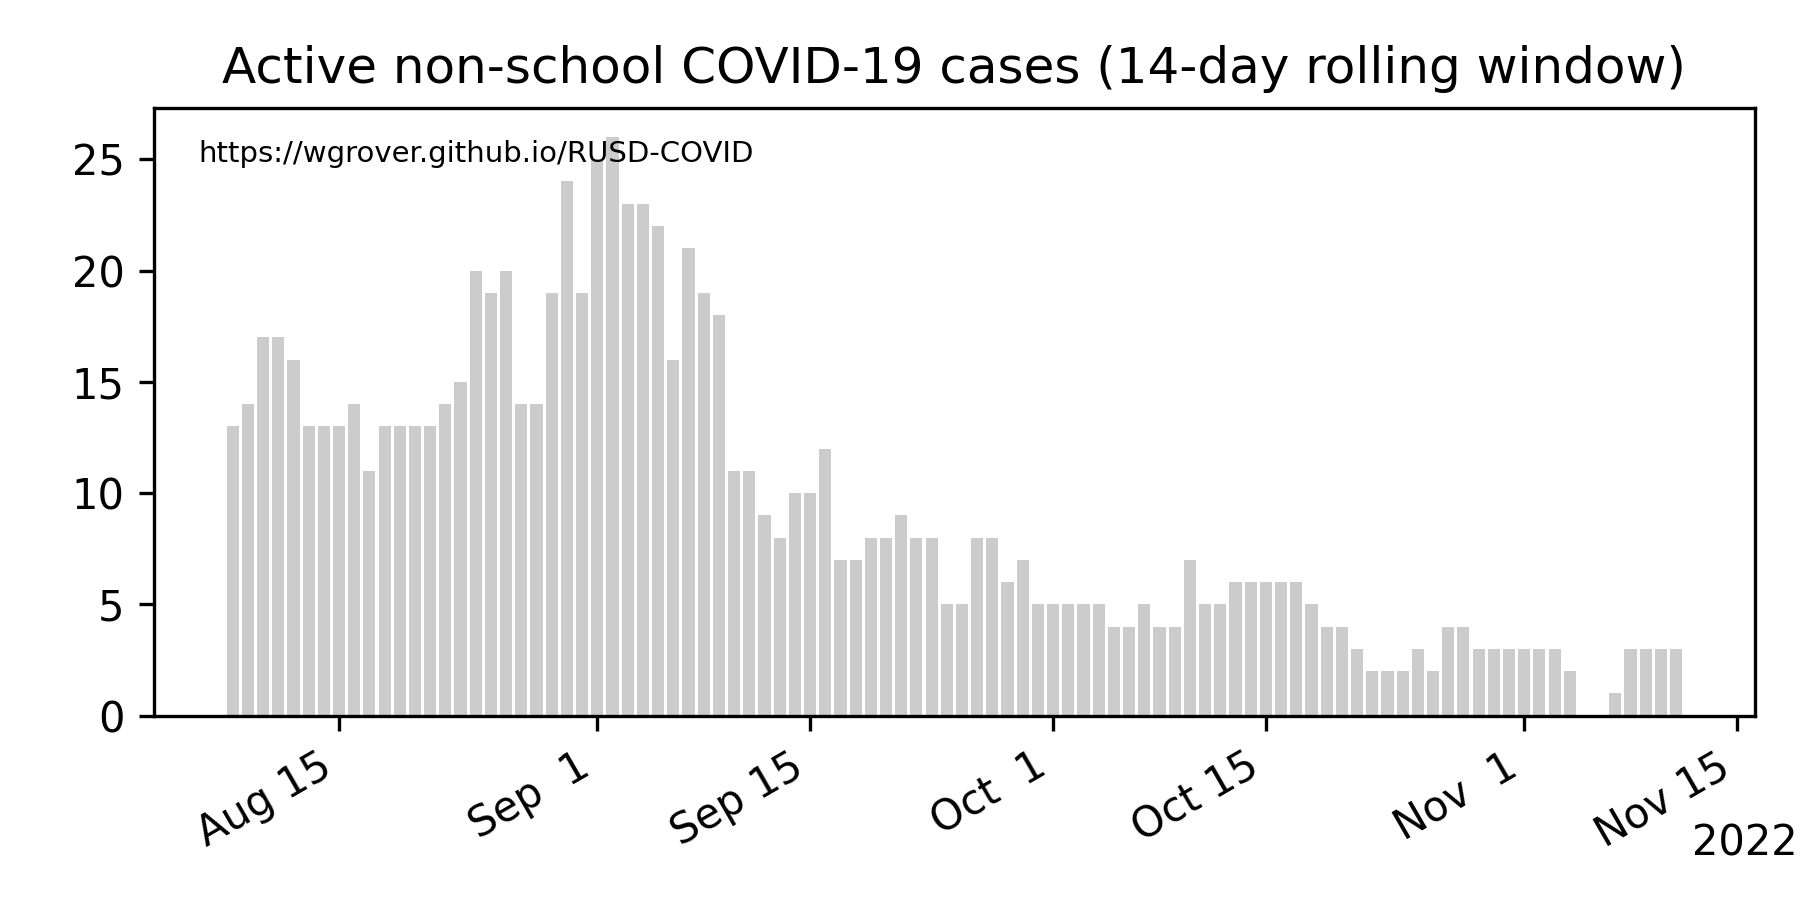 Active non-school COVID-19 cases (14-day rolling window)
https://wgrover.github.io/RUSD-COVID
25
20
15
10
5
0
Aug 15
Sep  1
Sep 15
Oct  1
Oct 15
Nov  1
Nov 15
2022